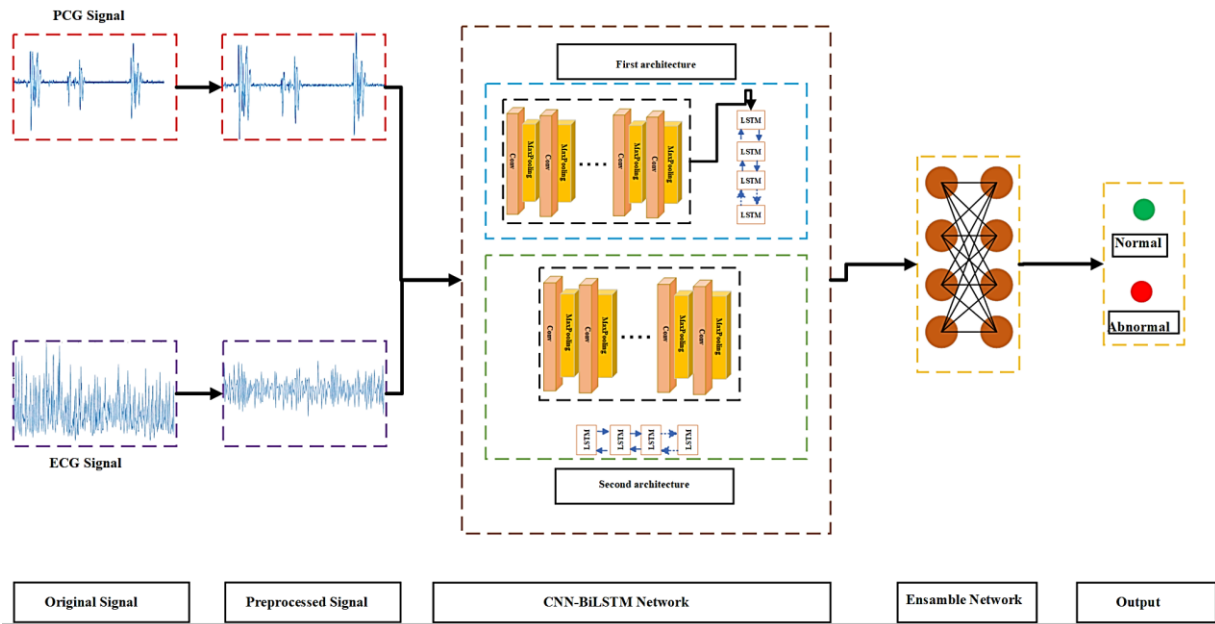 PCG Signal
First architecture
Conv
MaxPooling
Conv
MaxPooling
....
Conv
MaxPooling
Conv
MaxPooling
LSTM
LSTM
LSTM
LSTM
Conv
MaxPooling
Conv
MaxPooling
....
Conv
MaxPooling
Conv
MaxPooling
LSTM
LSTM
LSTM
LSTM
Second architecture
Normal
Abnormal
ECG Signal
Original Signal
Preprocessed Signal
CNN-BiLSTM Network
Ensamble Network
Output